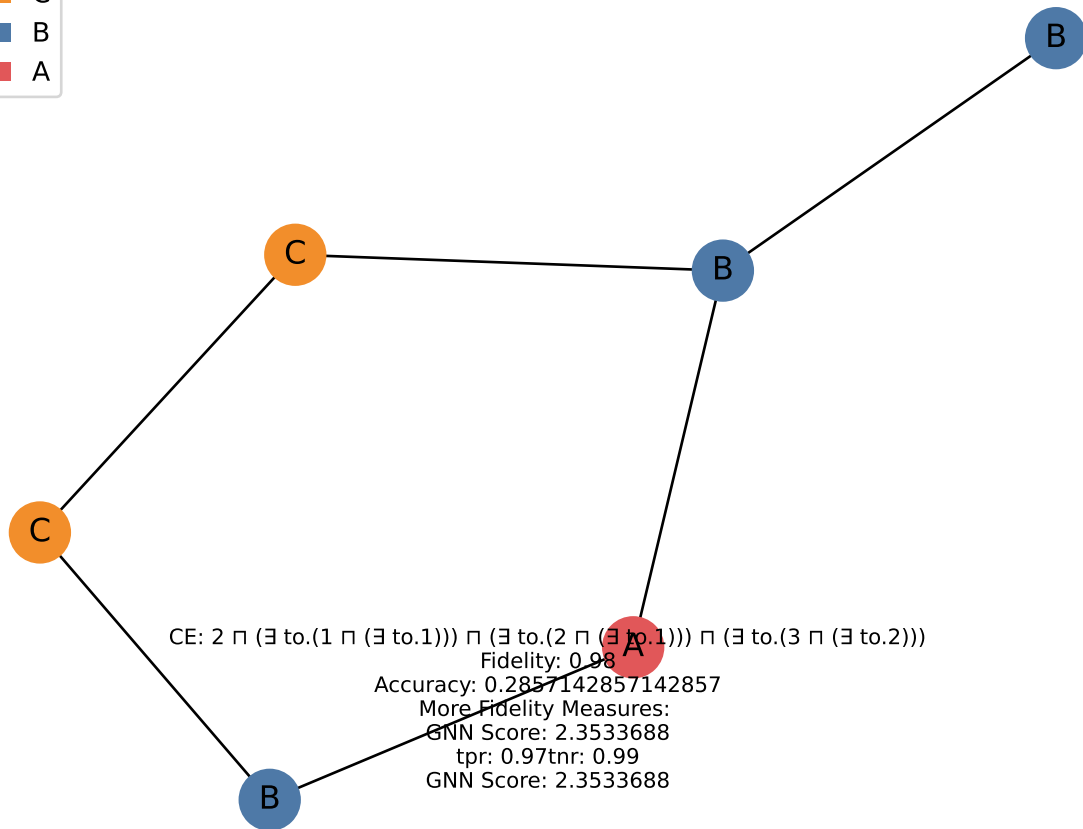 B
A
B
C
B
C
CE: 2 ⊓ (∃ to.(1 ⊓ (∃ to.1))) ⊓ (∃ to.(2 ⊓ (∃ to.1))) ⊓ (∃ to.(3 ⊓ (∃ to.2)))
A
Fidelity: 0.98
Accuracy: 0.2857142857142857
More Fidelity Measures:
GNN Score: 2.3533688
tpr: 0.97tnr: 0.99
GNN Score: 2.3533688
B